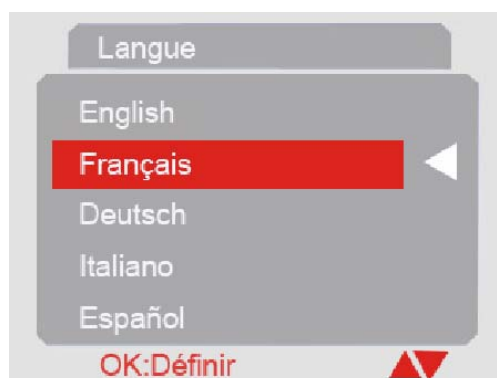 Langue
English
Français
Deutsch
Italiano
Español
OK:Définir